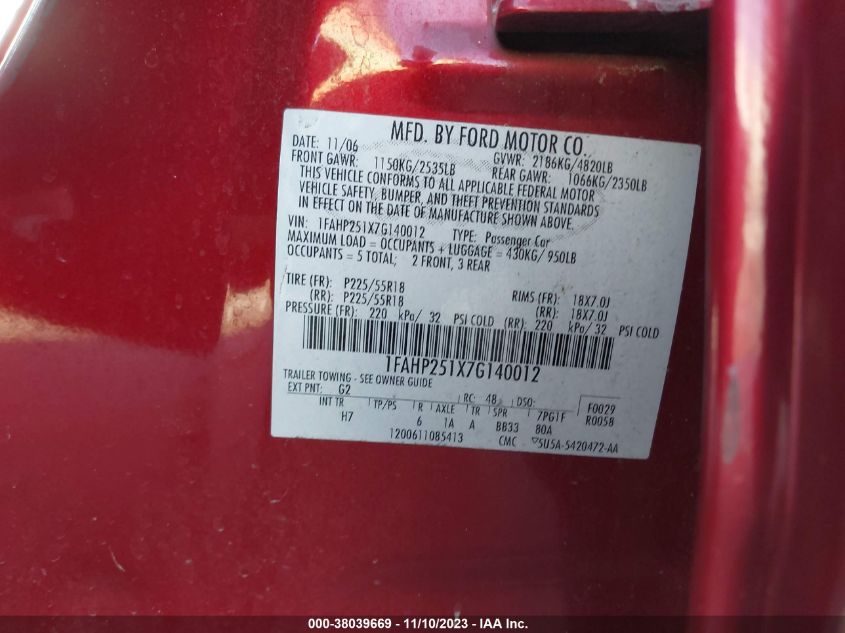 MFD. BY FORD MOTOR CO.
DATE: 11/06 GVWR: 2186KG/4820LB
FRONT GAWR: 1150KG/2535LB REAR GAWR: 1066KG/2350LB
THIS VEHICLE CONFORMS TO ALL APPLICABLE FEDERAL MOTOR
VEHICLE SAFETY, BUMPER, AND THEFT PREVENTION STANDARDS
IN EFFECT ON THE DATE OF MANUFACTURE SHOWN ABOVE.
VIN: 1FAHP251X7G140012 TYPE: Passenger Car
MAXIMUM LOAD = OCCUPANTS + LUGGAGE = 430KG/ 950LB
OCCUPANTS = 5 TOTAL; 2 FRONT, 3 REAR
TIRE (FR): P225/55R18 RIMS (FR): 18X7.0J
(RR): P225/55R18 (RR): 18X7.0J
PRESSURE (FR): 220 kPa/ 32 PSI COLD (RR): 220 kPa/ 32 PSI COLD
1FAHP251X7G140012
TRAILER TOWING - SEE OWNER GUIDE
EXT PNT: G2 RC: 48 DSO: F0029
INT TR TP/PS R AXLE TR SPR 7PG1F R0058
H7 6 1A A BB33 80A
1200611085413 CMC 5U5A-5420472-AA
000-38039669 - 11/10/2023 - IAA Inc.